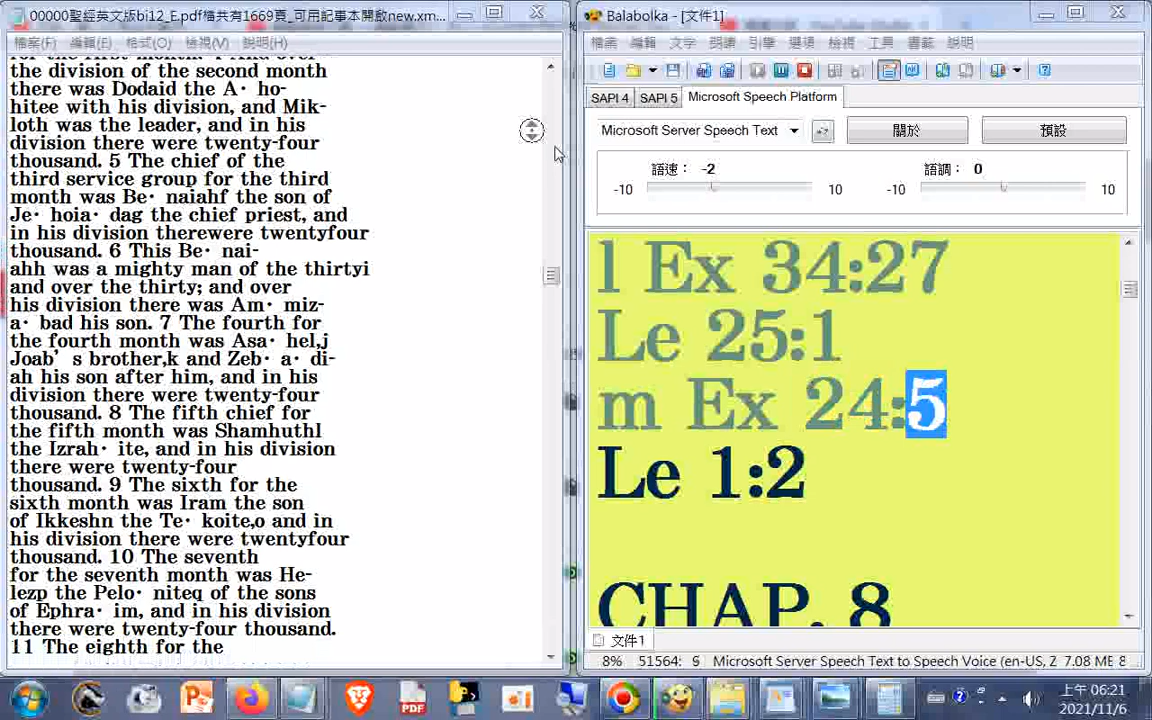 00000聖經英文版bi12_E.pdf檔共有1669頁_可用記事本開啟new.xm...
檔案(F) 編輯(E) 格式(O) 檢視(V) 說明(H)
the division of the second month
there was Dodaid the A· ho-
hitee with his division, and Mik-
loth was the leader, and in his
division there were twenty-four
thousand. 5 The chief of the
third service group for the third
month was Be· naiahf the son of
Je· hoia· dag the chief priest, and
in his division therewere twentyfour
thousand. 6 This Be· nai-
ahh was a mighty man of the thirtyi
and over the thirty; and over
his division there was Am· miz-
a· bad his son. 7 The fourth for
the fourth month was Asa· hel,j
Joab’s brother,k and Zeb· a· di-
ah his son after him, and in his
division there were twenty-four
thousand. 8 The fifth chief for
the fifth month was Shamhuthl
the Izrah· ite, and in his division
there were twenty-four
thousand. 9 The sixth for the
sixth month was Iram the son
of Ikkeshn the Te· koite,o and in
his division there were twentyfour
thousand. 10 The seventh
for the seventh month was He-
lezp the Pelo· niteq of the sons
of Ephra· im, and in his division
there were twenty-four thousand.
11 The eighth for the
Balabolka - [文件1]
檔案 編輯 文字 朗讀 引擎 選項 檢視 工具 書籤 說明
SAPI 4 SAPI 5 Microsoft Speech Platform
Microsoft Server Speech Text 關於 預設
語速： -2 語調： 0
-10 10 -10 10
l Ex 34:27
Le 25:1
m Ex 24:5
Le 1:2
CHAP. 8
文件1
8% 51564: 9 Microsoft Server Speech Text to Speech Voice (en-US, 2 7.08 MB 8
PDF
上午 06:21
2021/11/6